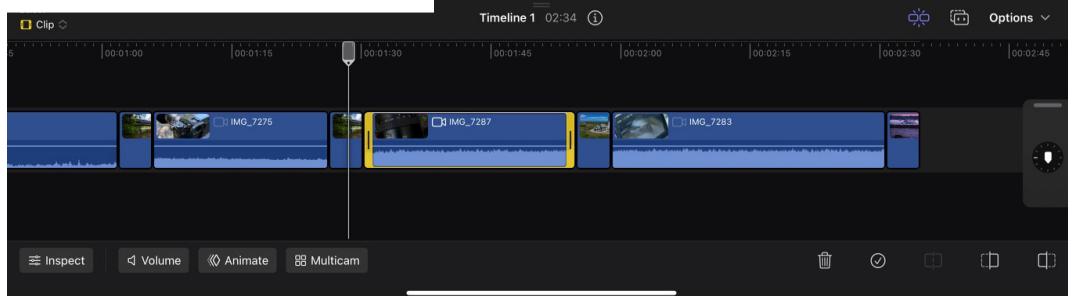 Clip
Timeline 1 02:34
Options
5 00:01:00 00:01:15 00:01:30 00:01:45 00:02:00 00:02:15 00:02:30 00:02:45
IMG_7275 IMG_7287 IMG_7283
Inspect Volume Animate Multicam